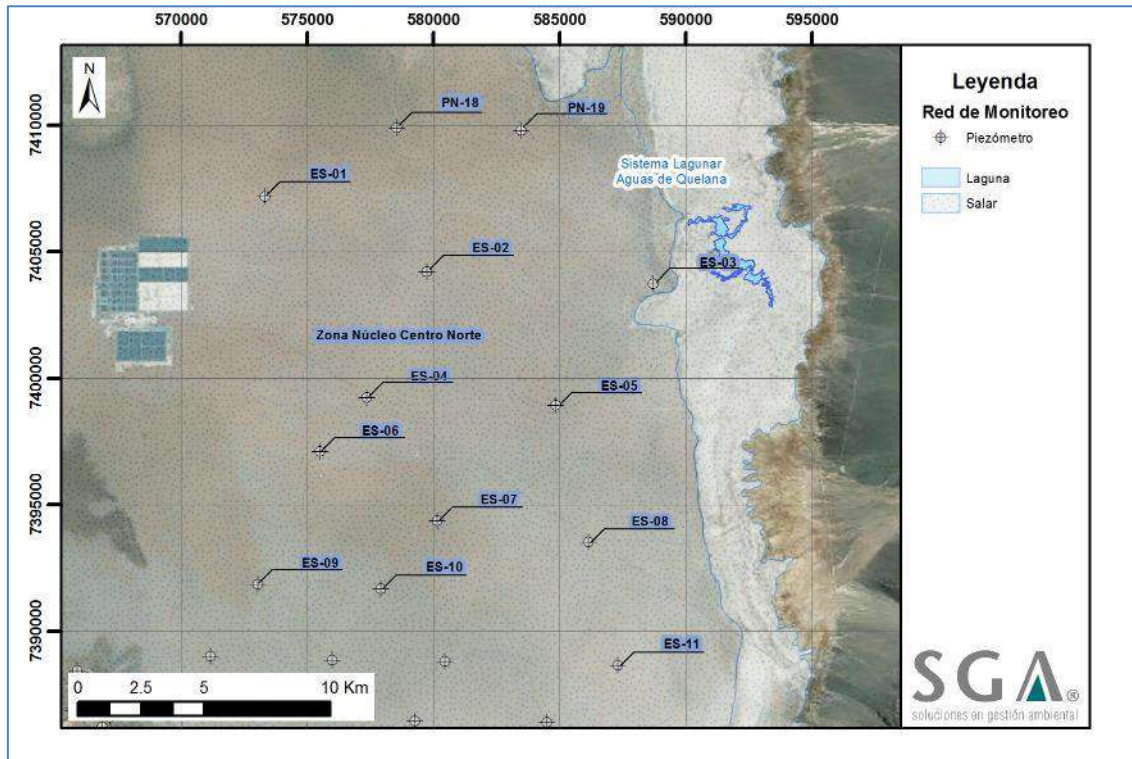 570000 575000 580000 585000 590000 595000
N
Leyenda
Red de Monitoreo
Piezómetro
Laguna
Salar
7410000
7405000
7400000
7395000
7390000
PN-18
PN-19
Sistema Lagunar
Aguas de Quelana
ES-01
ES-02
ES-03
Zona Núcleo Centro Norte
ES-04
ES-05
ES-06
ES-07
ES-08
ES-09
ES-10
ES-11
0 2.5 5 10 Km
SGA®
soluciones en gestión ambiental